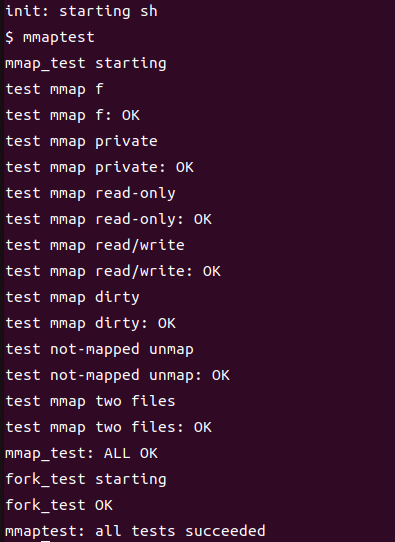 init: starting sh
$ mmaptest
mmap_test starting
test mmap f
test mmap f: OK
test mmap private
test mmap private: OK
test mmap read-only
test mmap read-only: OK
test mmap read/write
test mmap read/write: OK
test mmap dirty
test mmap dirty: OK
test not-mapped unmap
test not-mapped unmap: OK
test mmap two files
test mmap two files: OK
mmap_test: ALL OK
fork_test starting
fork_test OK
mmaptest: all tests succeeded